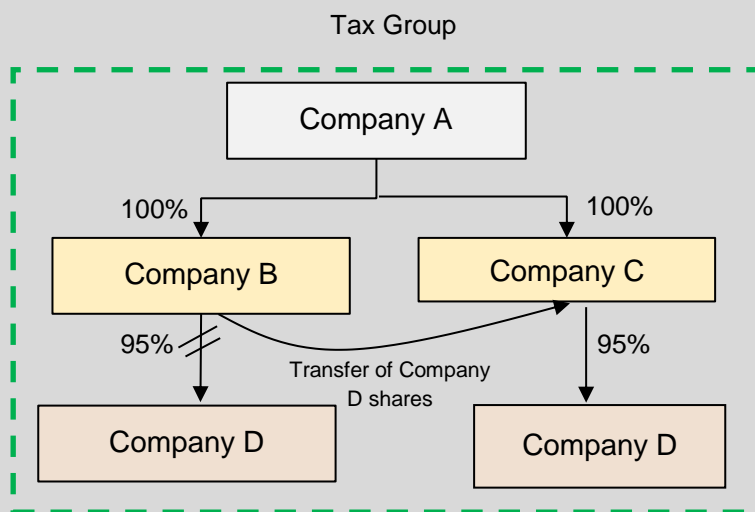 Tax Group
Company A
100%
100%
Company B
Company C
95%
95%
Transfer of Company
D shares
Company D
Company D